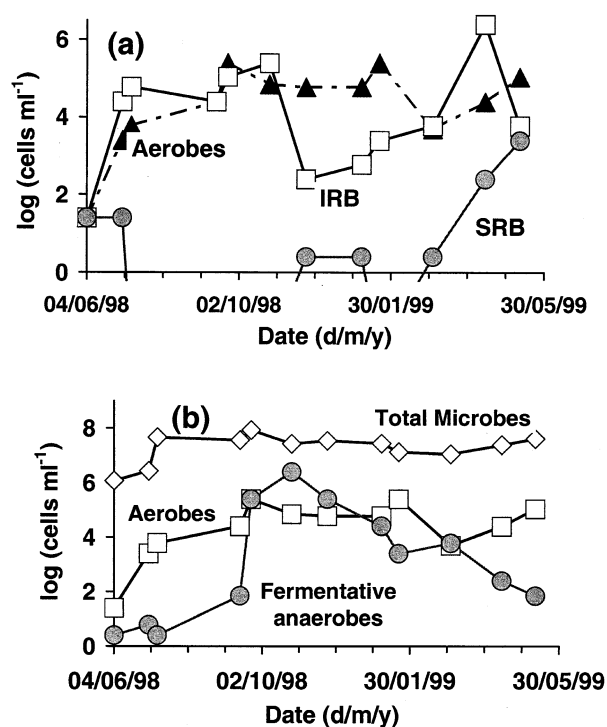 (a)
6
4
2
0
log (cells ml⁻¹)
Aerobes
IRB
SRB
04/06/98 02/10/98 30/01/99 30/05/99
Date (d/m/y)
(b)
8
6
4
2
0
log (cells ml⁻¹)
Total Microbes
Aerobes
Fermentative
anaerobes
04/06/98 02/10/98 30/01/99 30/05/99
Date (d/m/y)